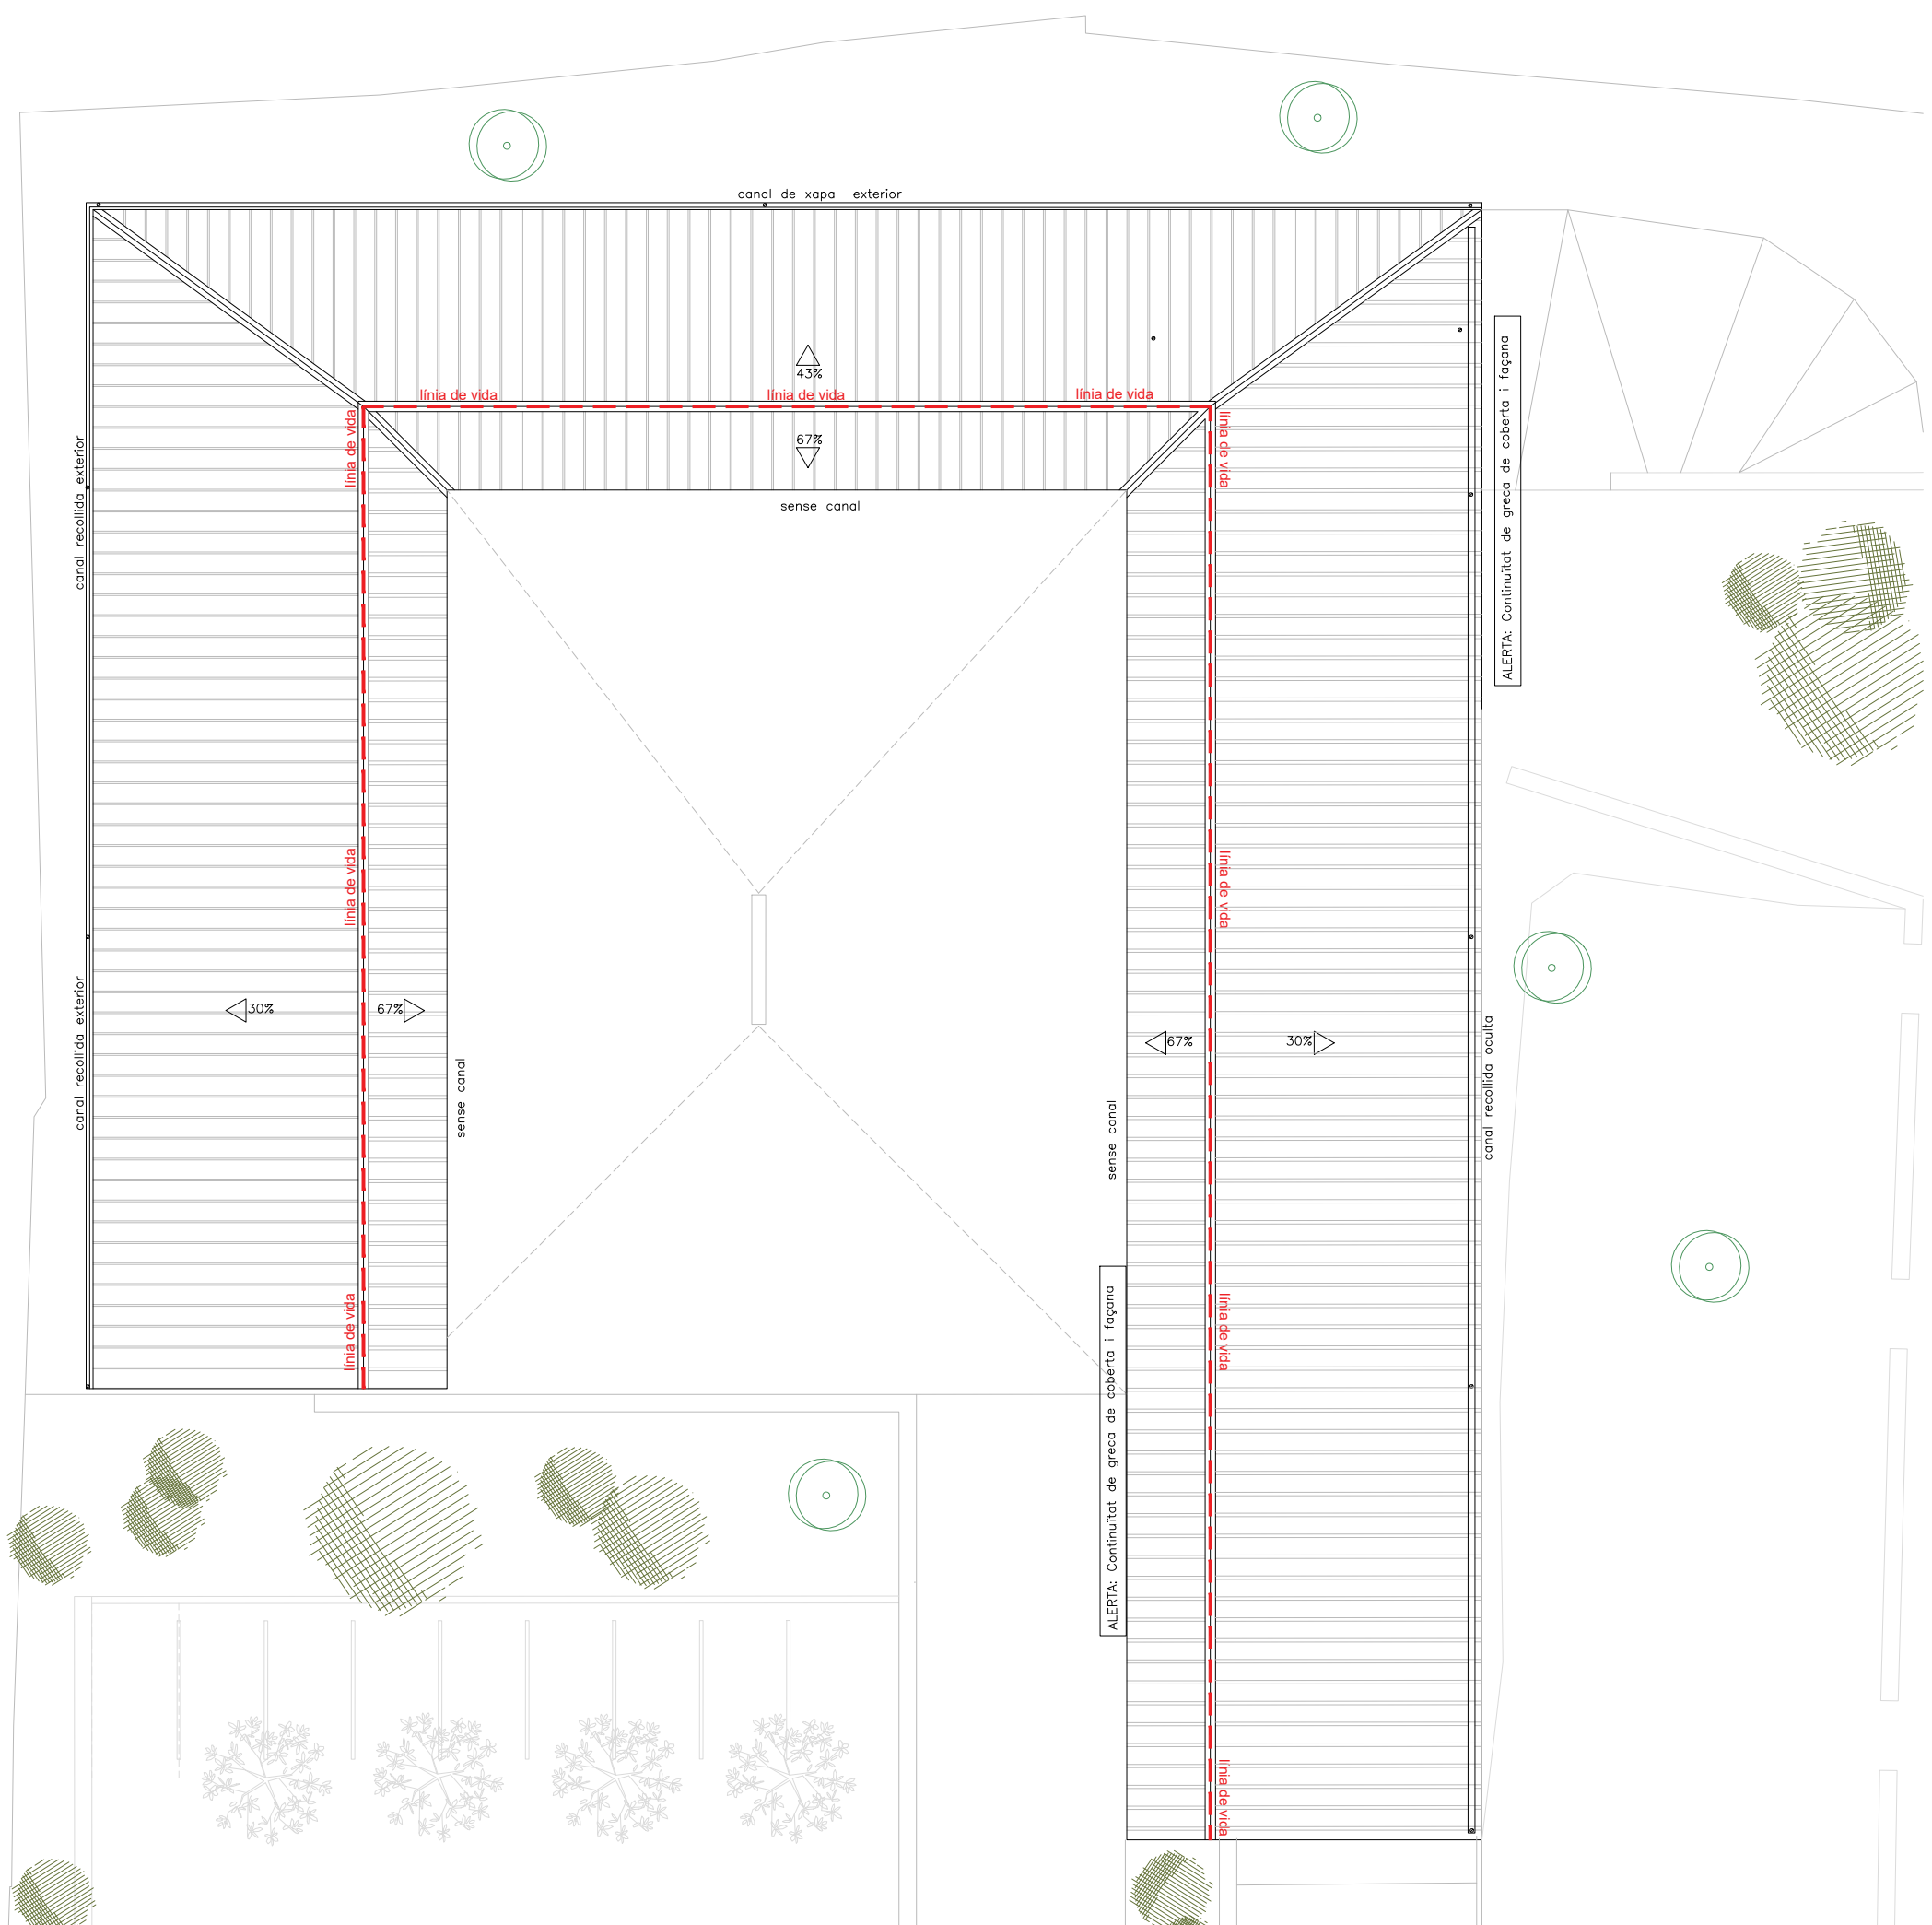 canal de xapa exterior
43%
línia de vida
línia de vida
línia de vida
67%
sense canal
línia de vida
línia de vida
canal recollida exterior
ALERTA: Continuïtat de greca de coberta i façana
línia de vida
línia de vida
canal recollida exterior
30%
67%
67%
30%
sense canal
sense canal
canal recollida oculta
línia de vida
línia de vida
ALERTA: Continuïtat de greca de coberta i façana
línia de vida